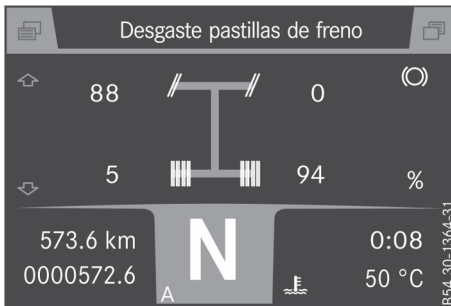 Desgaste pastillas de freno
88 0
5 94 %
573.6 km N 0:08
0000572.6 A 50 °C
B54.30-1364-31